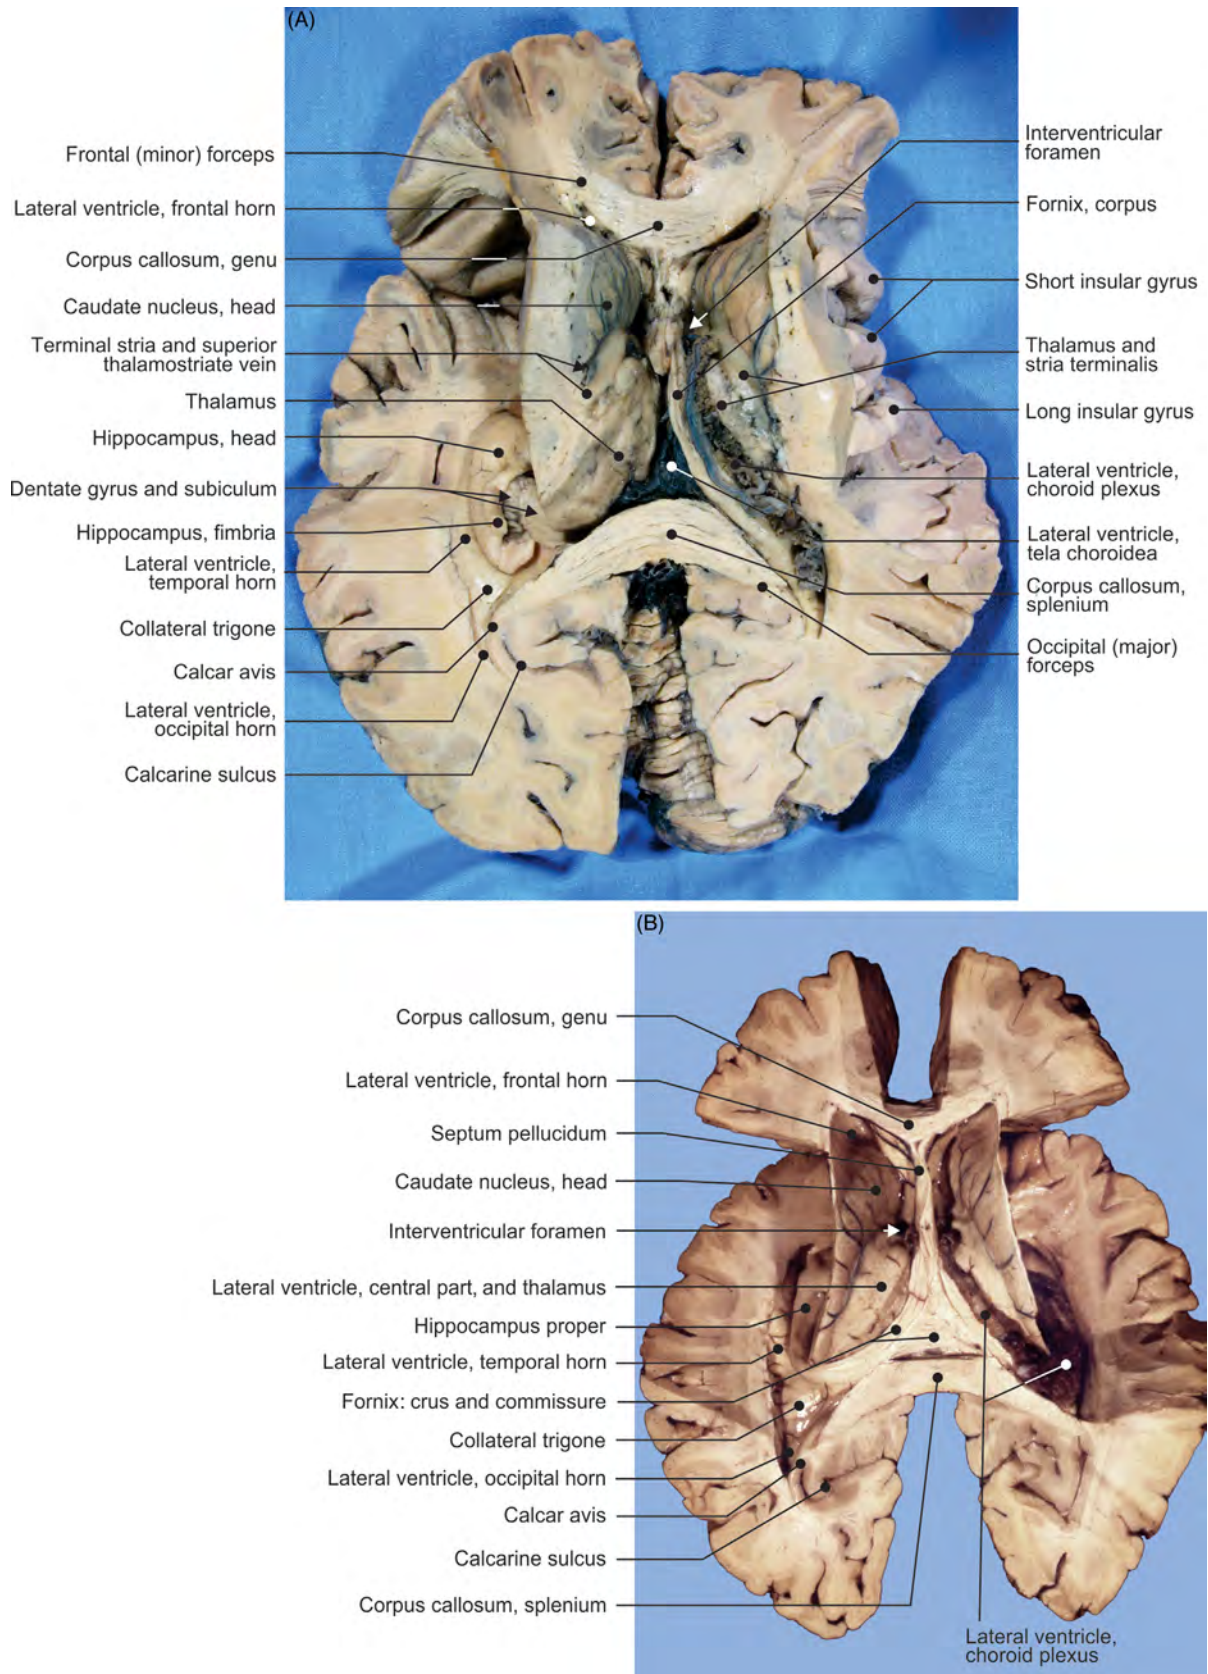 (A)
Frontal (minor) forceps
Lateral ventricle, frontal horn
Corpus callosum, genu
Caudate nucleus, head
Terminal stria and superior
thalamostriate vein
Thalamus
Hippocampus, head
Dentate gyrus and subiculum
Hippocampus, fimbria
Lateral ventricle,
temporal horn
Collateral trigone
Calcar avis
Lateral ventricle,
occipital horn
Calcarine sulcus
Interventricular
foramen
Fornix, corpus
Short insular gyrus
Thalamus and
stria terminalis
Long insular gyrus
Lateral ventricle,
choroid plexus
Lateral ventricle,
tela choroidea
Corpus callosum,
splenium
Occipital (major)
forceps
(B)
Corpus callosum, genu
Lateral ventricle, frontal horn
Septum pellucidum
Caudate nucleus, head
Interventricular foramen
Lateral ventricle, central part, and thalamus
Hippocampus proper
Lateral ventricle, temporal horn
Fornix: crus and commissure
Collateral trigone
Lateral ventricle, occipital horn
Calcar avis
Calcarine sulcus
Corpus callosum, splenium
Lateral ventricle,
choroid plexus